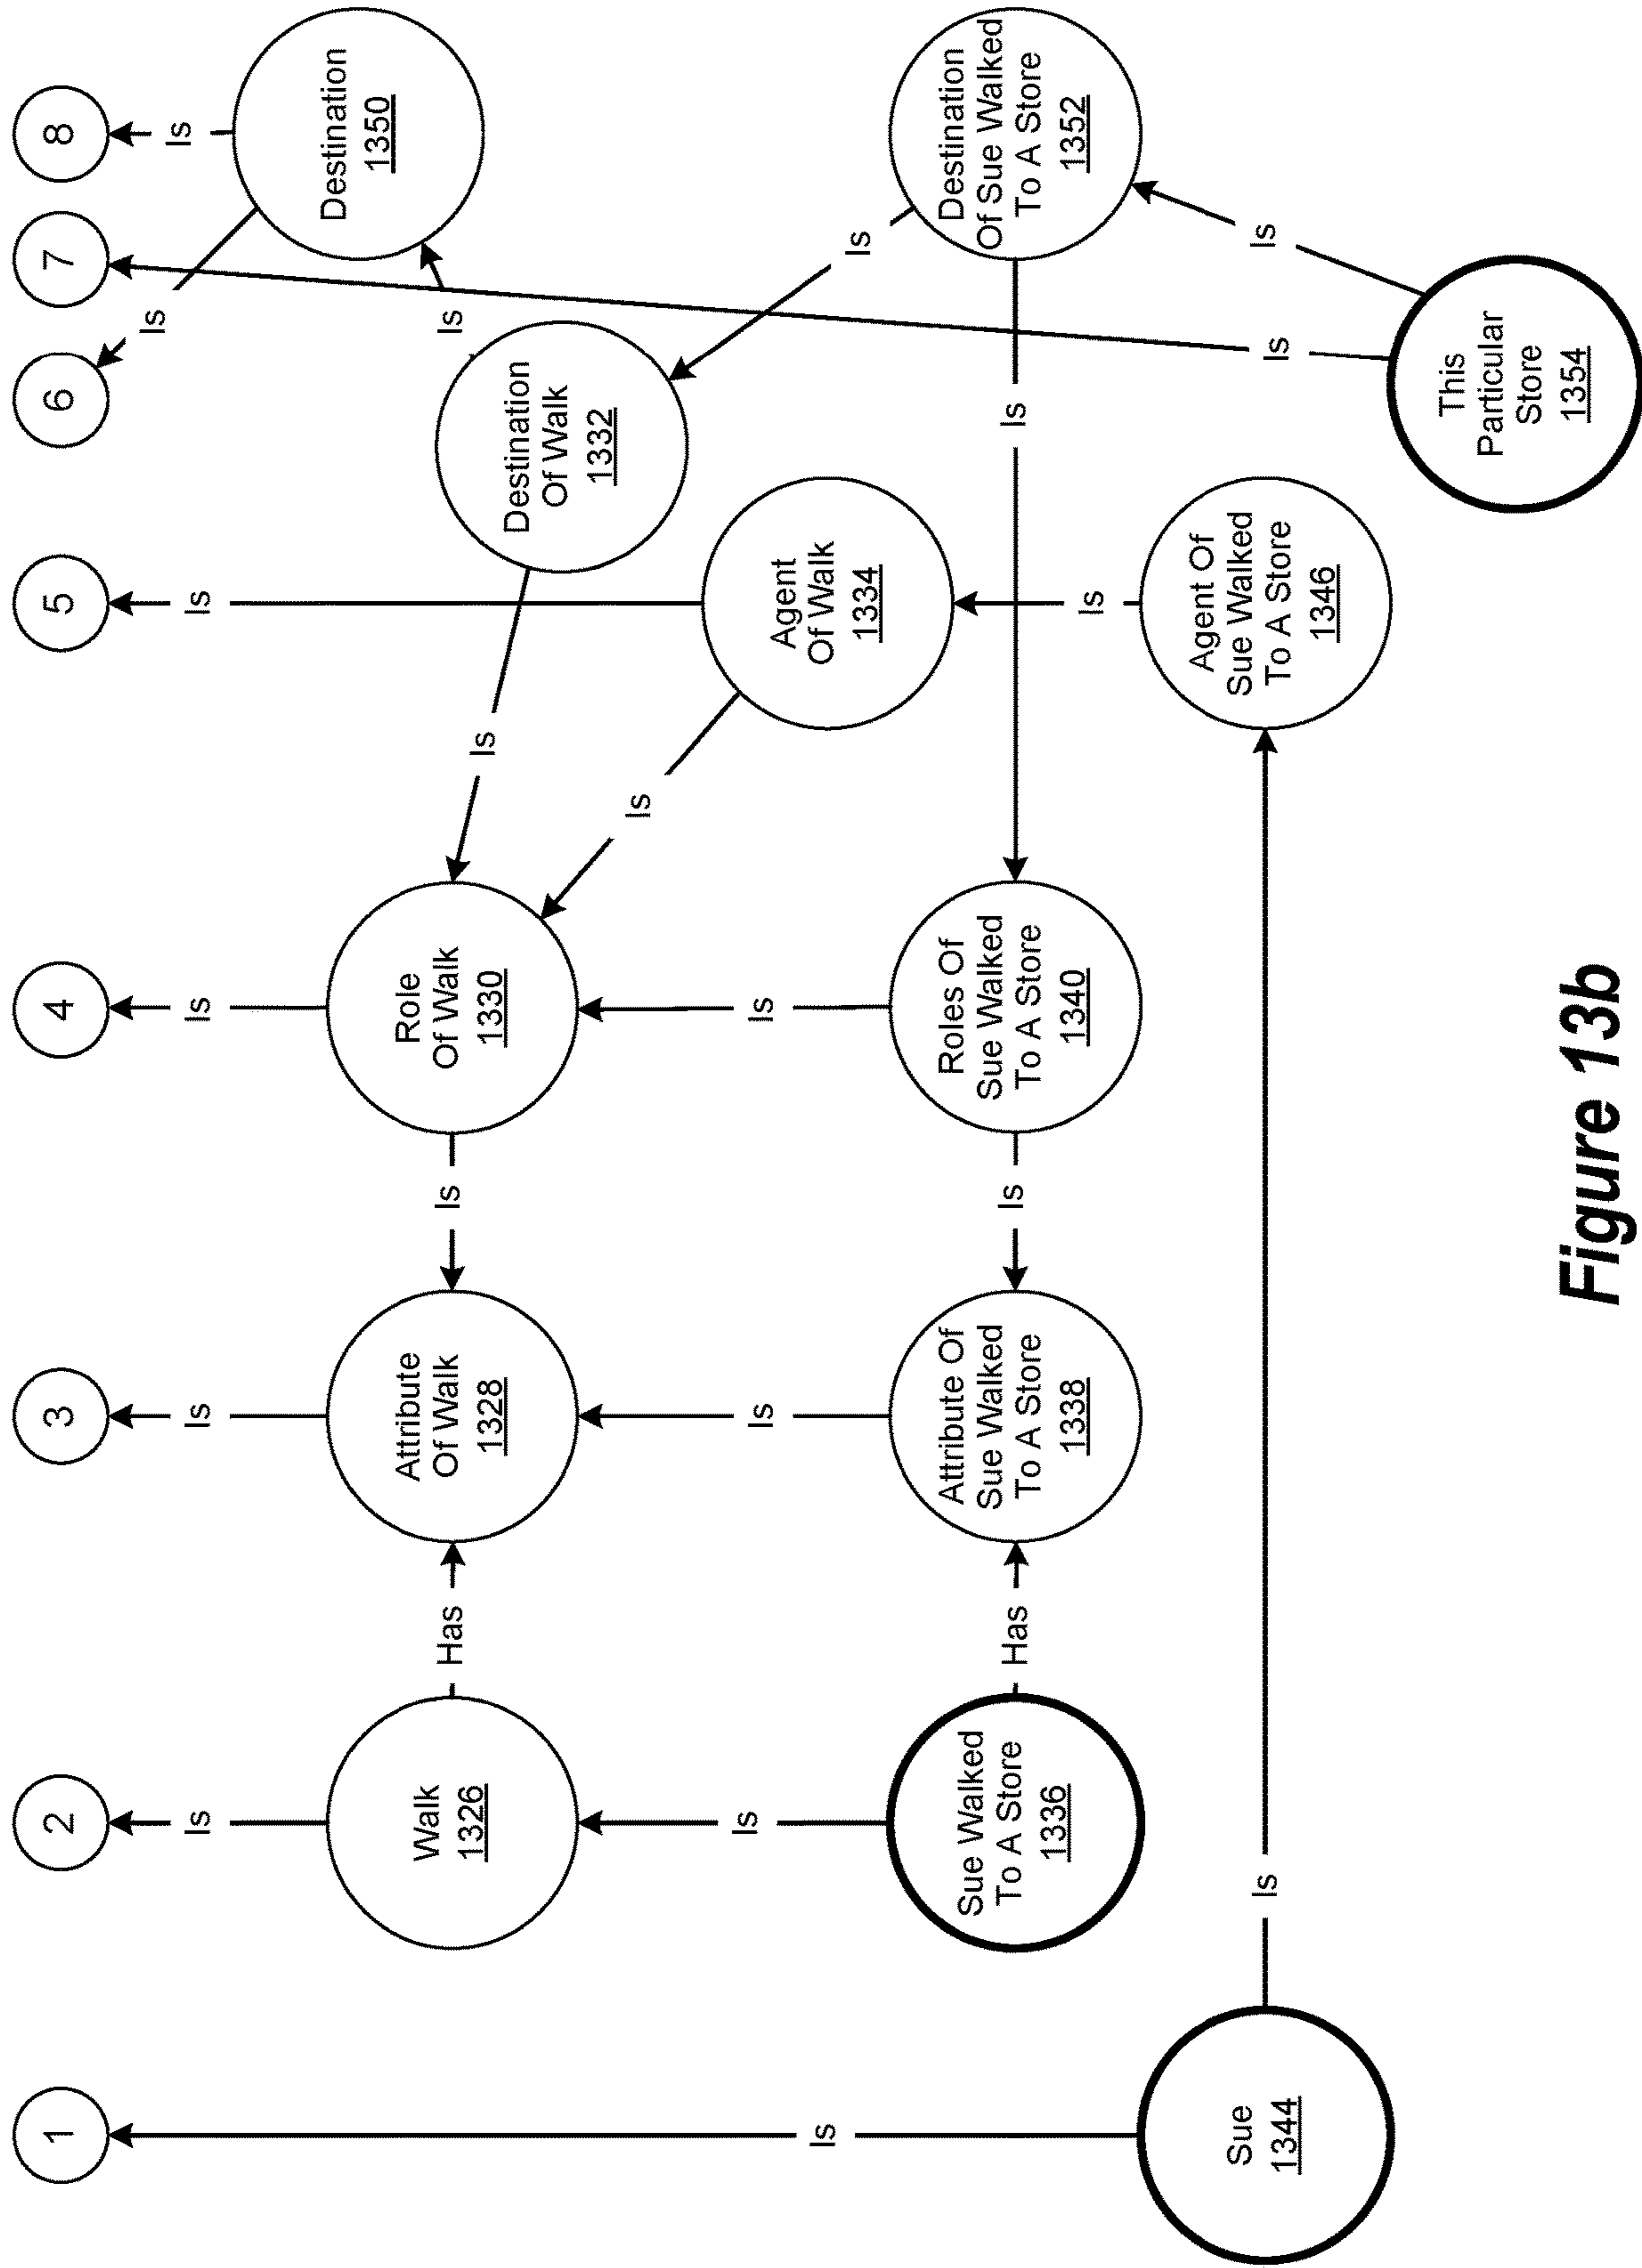 1
2
3
4
5
6
7
8
Is
Is
Is
Is
Is
Is
Is
Is
Destination
1350
Is
Walk
1326
Has
Attribute
Of Walk
1328
Is
Role
Of Walk
1330
Is
Is
Destination
Of Walk
1332
Is
Agent
Of Walk
1334
Is
Is
Is
Is
Is
Is
Sue Walked
To A Store
1336
Has
Attribute Of
Sue Walked
To A Store
1338
Is
Roles Of
Sue Walked
To A Store
1340
Is
Destination
Of Sue Walked
To A Store
1352
Sue
1344
Is
Agent Of
Sue Walked
To A Store
1346
Is
This
Particular
Store
1354
Figure 13b